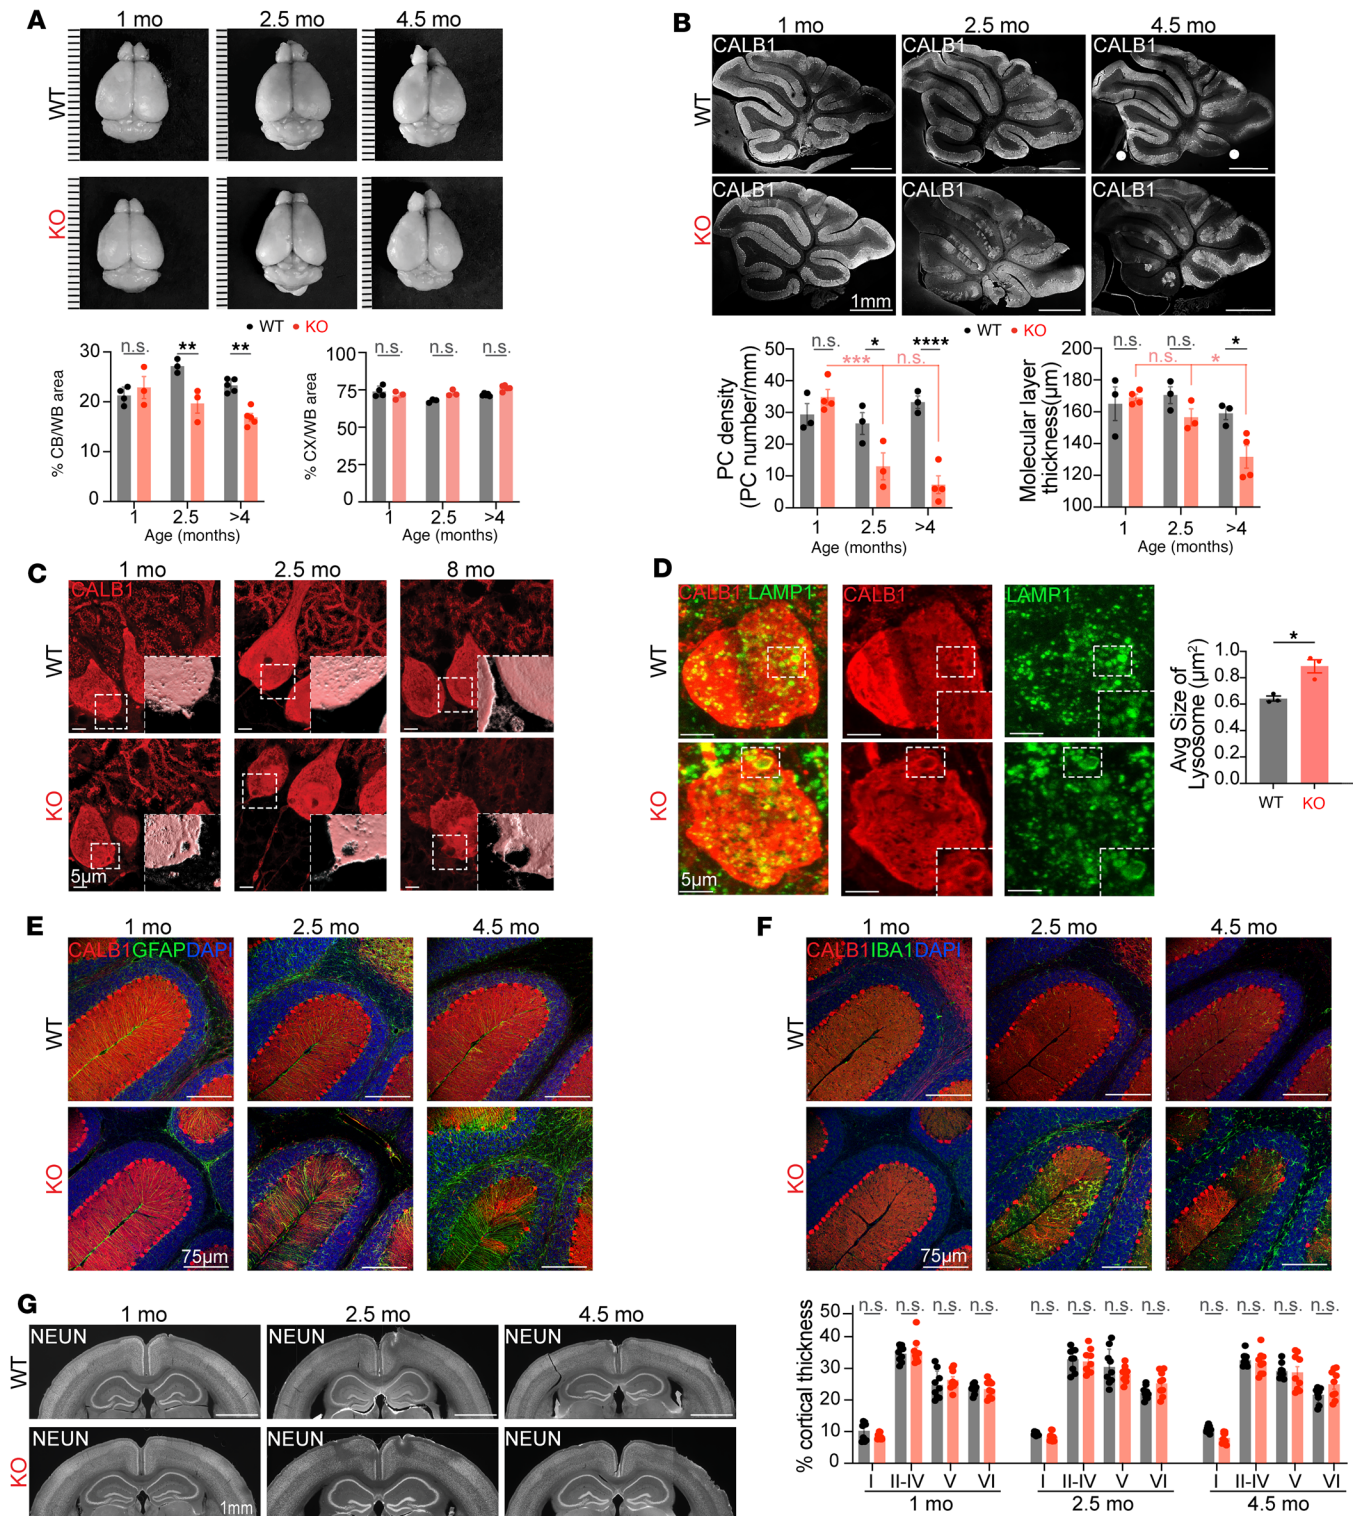 A
1 mo 2.5 mo 4.5 mo
WT
KO
WT KO
n.s. ** **
% CB/WB area
30
20
10
0
1 2.5 >4
Age (months)
n.s. n.s. n.s.
% CX/WB area
100
75
50
25
0
1 2.5 >4
Age (months)
B
1 mo 2.5 mo 4.5 mo
WT
CALB1 CALB1 CALB1
KO
CALB1 CALB1 CALB1
1mm
WT KO
n.s. * ****
*** n.s.
PC density
(PC number/mm)
50
40
30
20
10
0
1 2.5 >4
Age (months)
WT KO
n.s. n.s. *
n.s. *
Molecular layer
thickness(µm)
200
180
160
140
120
100
1 2.5 >4
Age (months)
C
1 mo 2.5 mo 8 mo
CALB1
WT
KO
5µm
D
CALB1 LAMP1 CALB1 LAMP1
WT
KO
5µm
*
Avg Size of
Lysosome (µm²)
1.0
0.8
0.6
0.4
0.2
0.0
WT KO
E
1 mo 2.5 mo 4.5 mo
CALB1GFAPDAPI
WT
KO
75µm
F
1 mo 2.5 mo 4.5 mo
CALB1IBA1DAPI
WT
KO
75µm
G
1 mo 2.5 mo 4.5 mo
WT
NEUN NEUN NEUN
KO
NEUN NEUN NEUN
1mm
n.s. n.s. n.s. n.s. n.s. n.s. n.s. n.s. n.s. n.s. n.s. n.s.
% cortical thickness
50
40
30
20
10
0
I II-IV V VI I II-IV V VI I II-IV V VI
1 mo 2.5 mo 4.5 mo